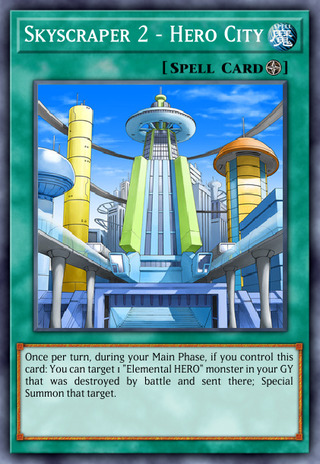 Skyscraper 2 - Hero City
魔
[Spell Card]
Once per turn, during your Main Phase, if you control this
card: You can target 1 "Elemental HERO" monster in your GY
that was destroyed by battle and sent there; Special
Summon that target.